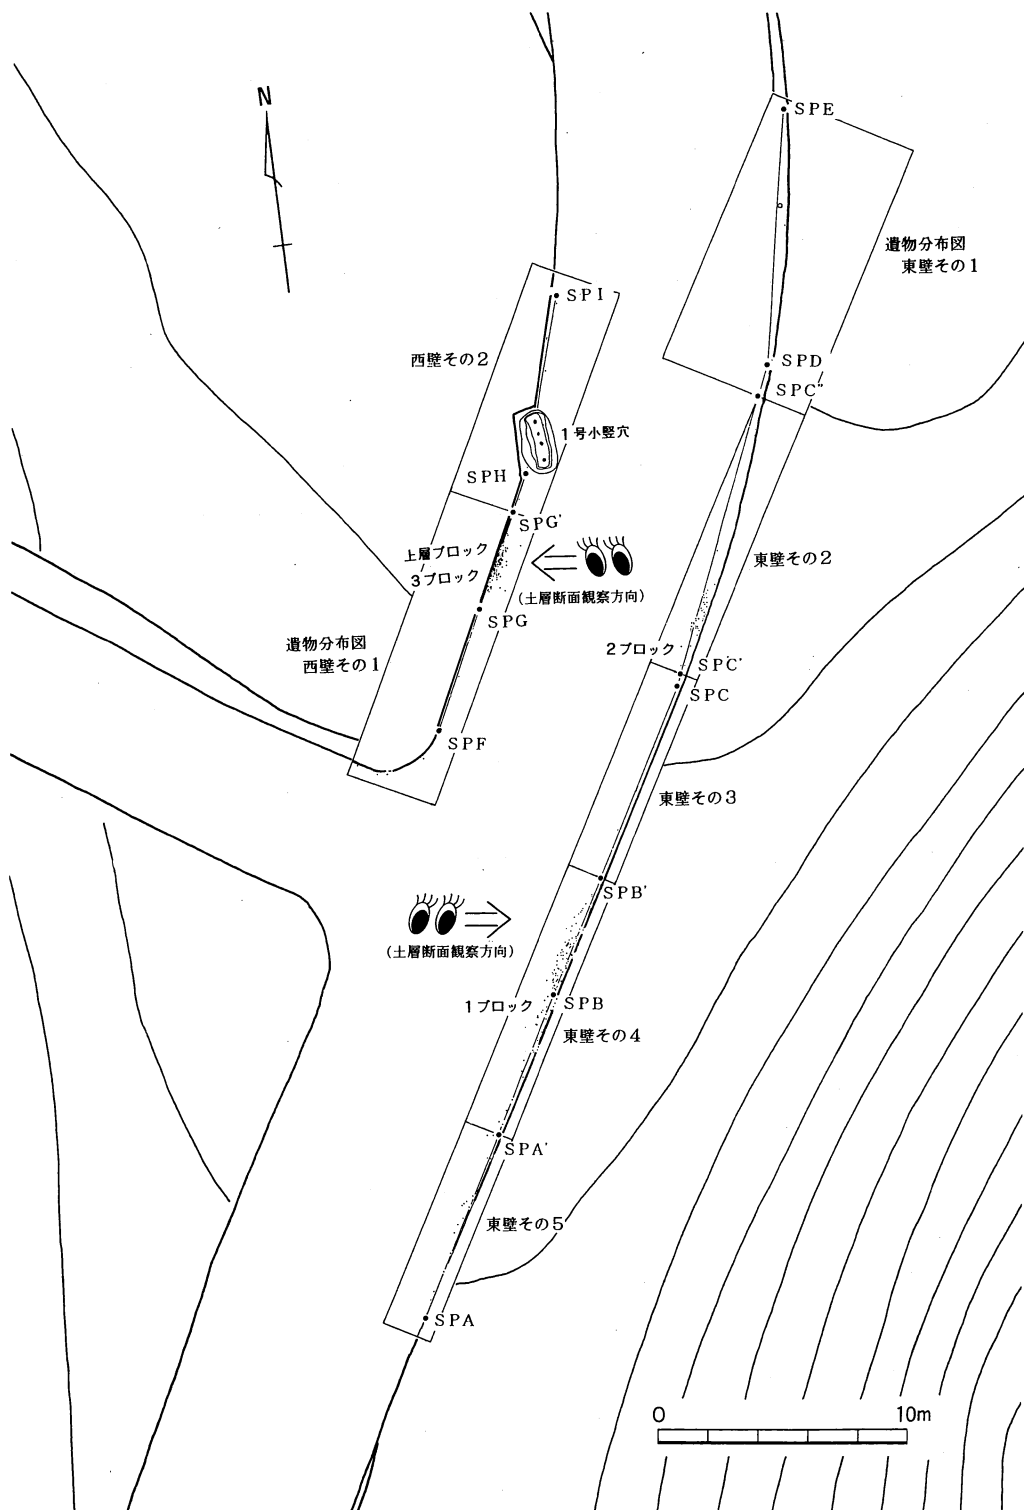 N
SPE
遺物分布図
東壁その1
SPI
西壁その2
SPD
SPC"
1号小竪穴
SPH
SPG'
上層ブロック
3ブロック
(土層断面観察方向)
東壁その2
SPG
遺物分布図
西壁その1
2ブロック
SPC'
SPC
SPF
東壁その3
SPB'
(土層断面観察方向)
1ブロック
SPB
東壁その4
SPA'
東壁その5
SPA
0 10m